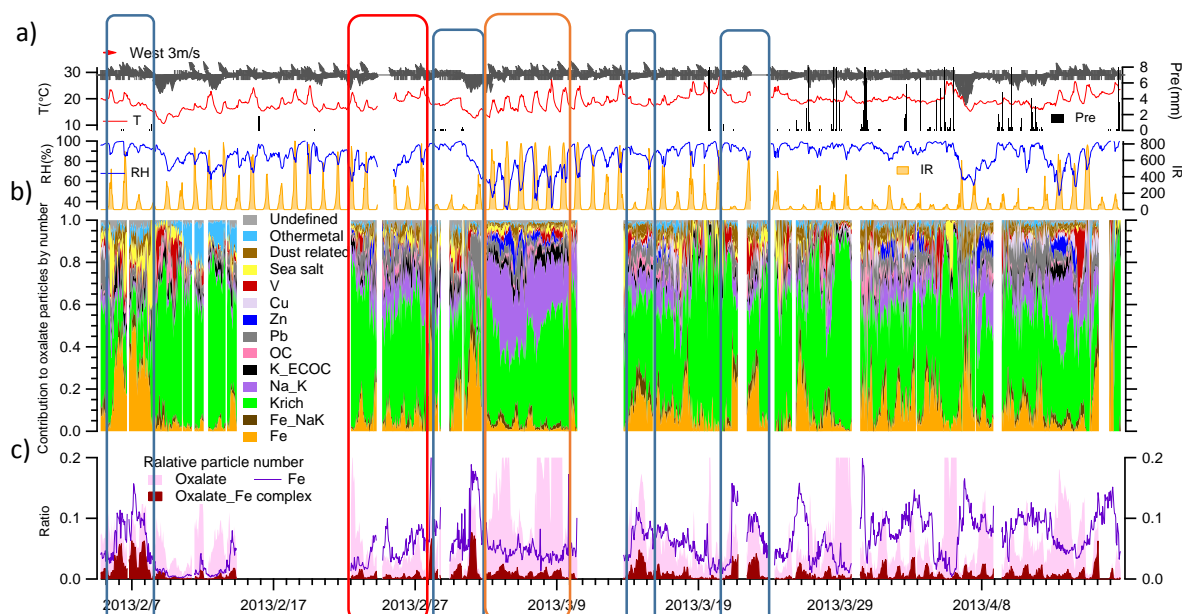 a)
West 3m/s
30
20
10
T(°C)
T
8
6
4
2
0
Pre(mm)
Pre
100
80
60
40
RH(%)
RH
800
600
400
200
0
IR
IR
b)
1.0
0.8
0.6
0.4
0.2
0.0
Contribution to oxalate particles by number
Undefined
Othermetal
Dust related
Sea salt
V
Cu
Zn
Pb
OC
K_ECOC
Na_K
Krich
Fe_NaK
Fe
c)
0.2
0.1
0.0
Ratio
Ralative particle number
Oxalate
Fe
Oxalate_Fe complex
0.2
0.1
0.0
2013/2/7
2013/2/17
2013/2/27
2013/3/9
2013/3/19
2013/3/29
2013/4/8